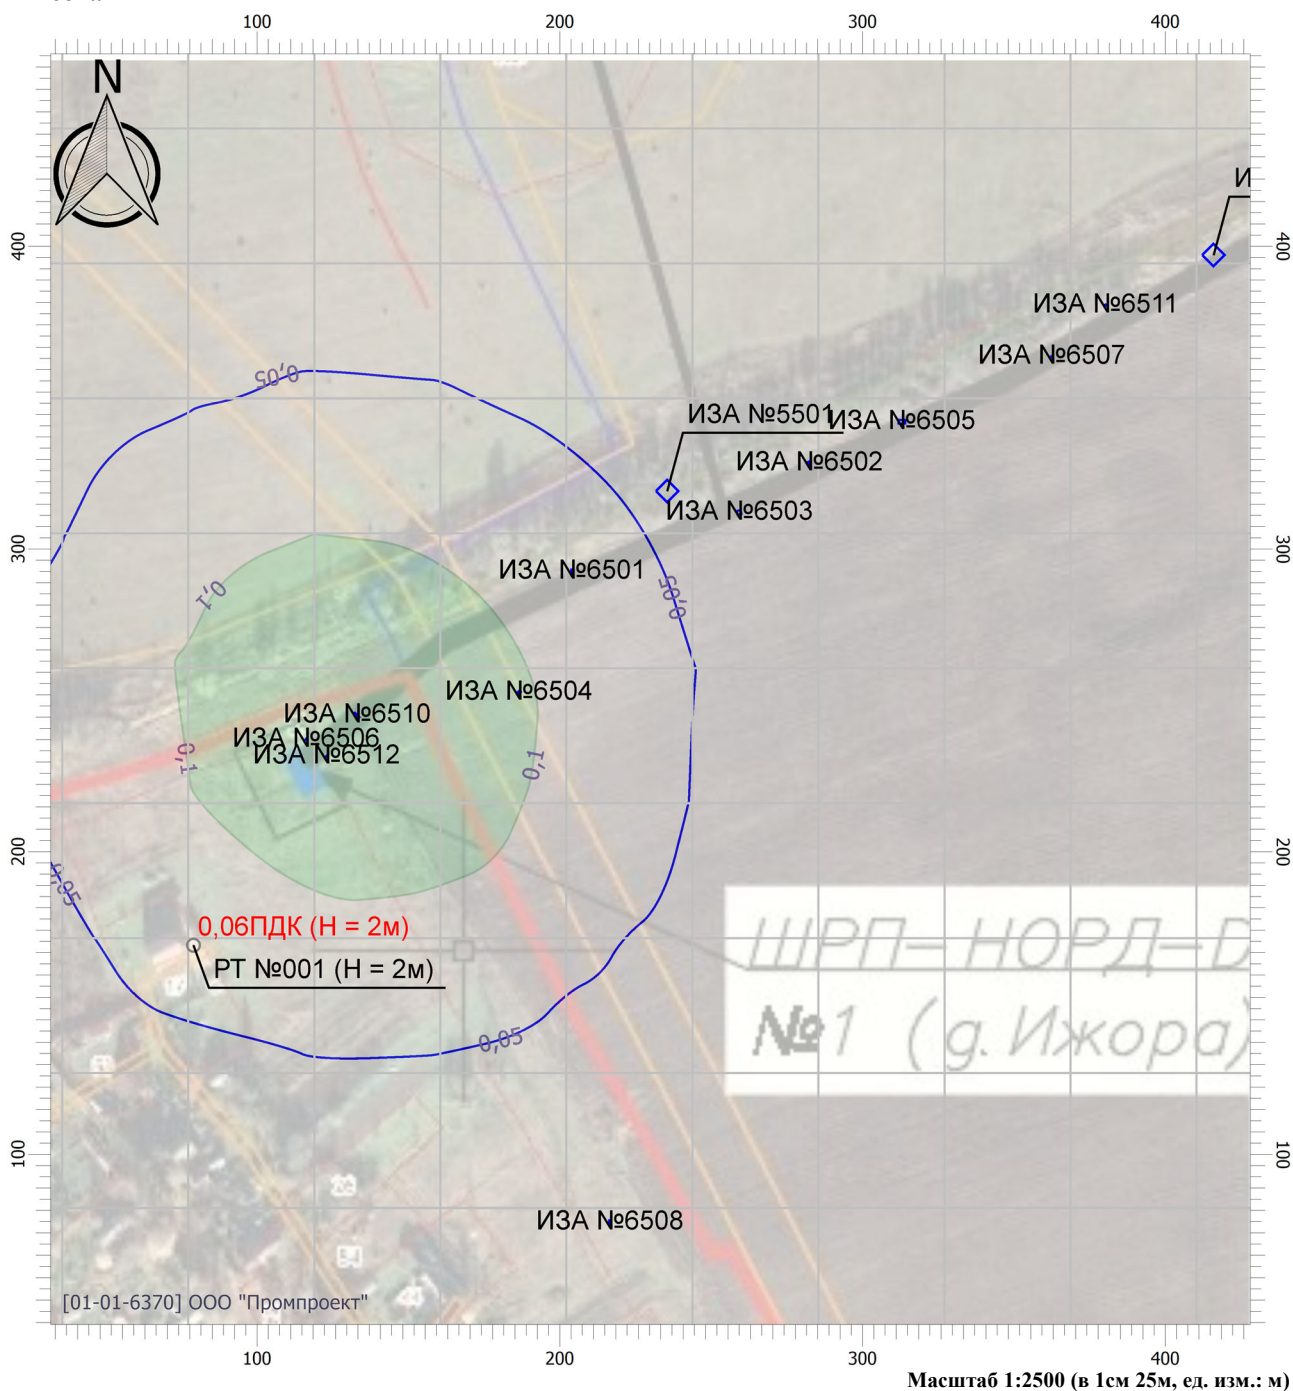 100
200
300
400
N
400
400
И
ИЗА №6511
ИЗА №6507
0,05
ИЗА №5501
ИЗА №6505
ИЗА №6502
ИЗА №6503
300
300
ИЗА №6501
0,1
0,05
ИЗА №6504
ИЗА №6510
ИЗА №6506
ИЗА №6512
0,1
0,1
200
200
0,05
0,06ПДК (H = 2м)
РТ №001 (H = 2м)
ШРП-НОРД-D
№1 (д. Ижора)
0,05
100
100
ИЗА №6508
[01-01-6370] ООО "Промпроект"
100
200
300
400
Масштаб 1:2500 (в 1см 25м, ед. изм.: м)